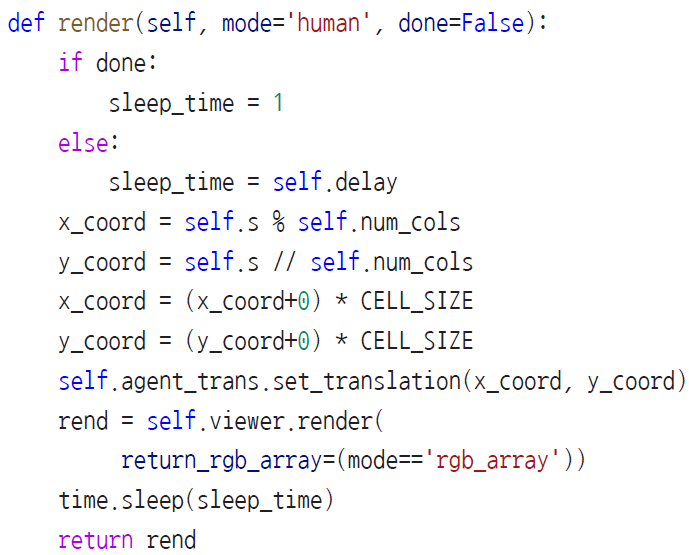 def render(self, mode='human', done=False):
    if done:
        sleep_time = 1
    else:
        sleep_time = self.delay
    x_coord = self.s % self.num_cols
    y_coord = self.s // self.num_cols
    x_coord = (x_coord+0) * CELL_SIZE
    y_coord = (y_coord+0) * CELL_SIZE
    self.agent_trans.set_translation(x_coord, y_coord)
    rend = self.viewer.render(
         return_rgb_array=(mode=='rgb_array'))
    time.sleep(sleep_time)
    return rend